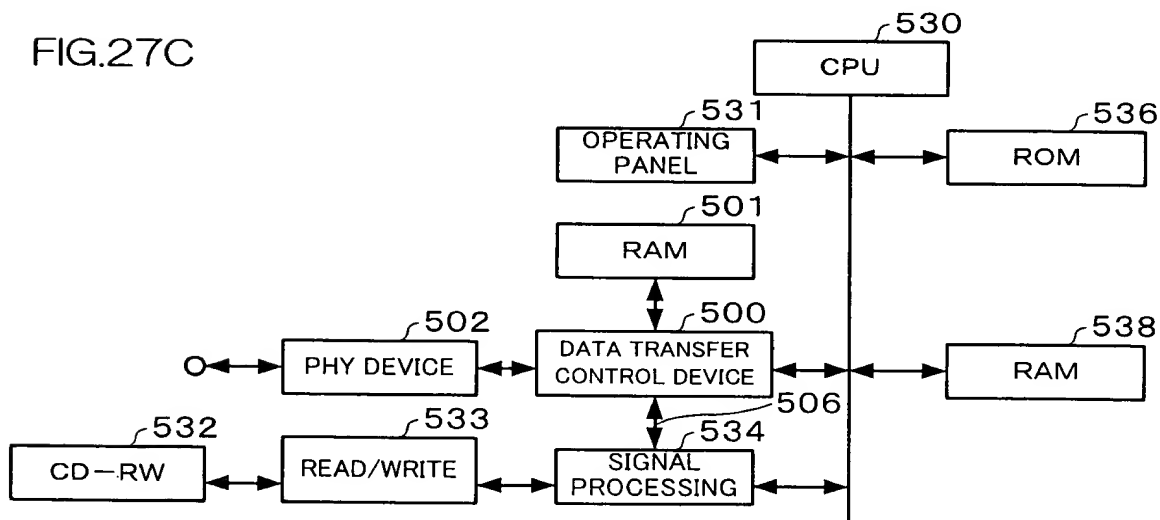 FIG.27C
530
CPU
531
OPERATING
PANEL
536
ROM
501
RAM
502
PHY DEVICE
500
DATA TRANSFER
CONTROL DEVICE
538
RAM
506
532
CD-RW
533
READ/WRITE
534
SIGNAL
PROCESSING